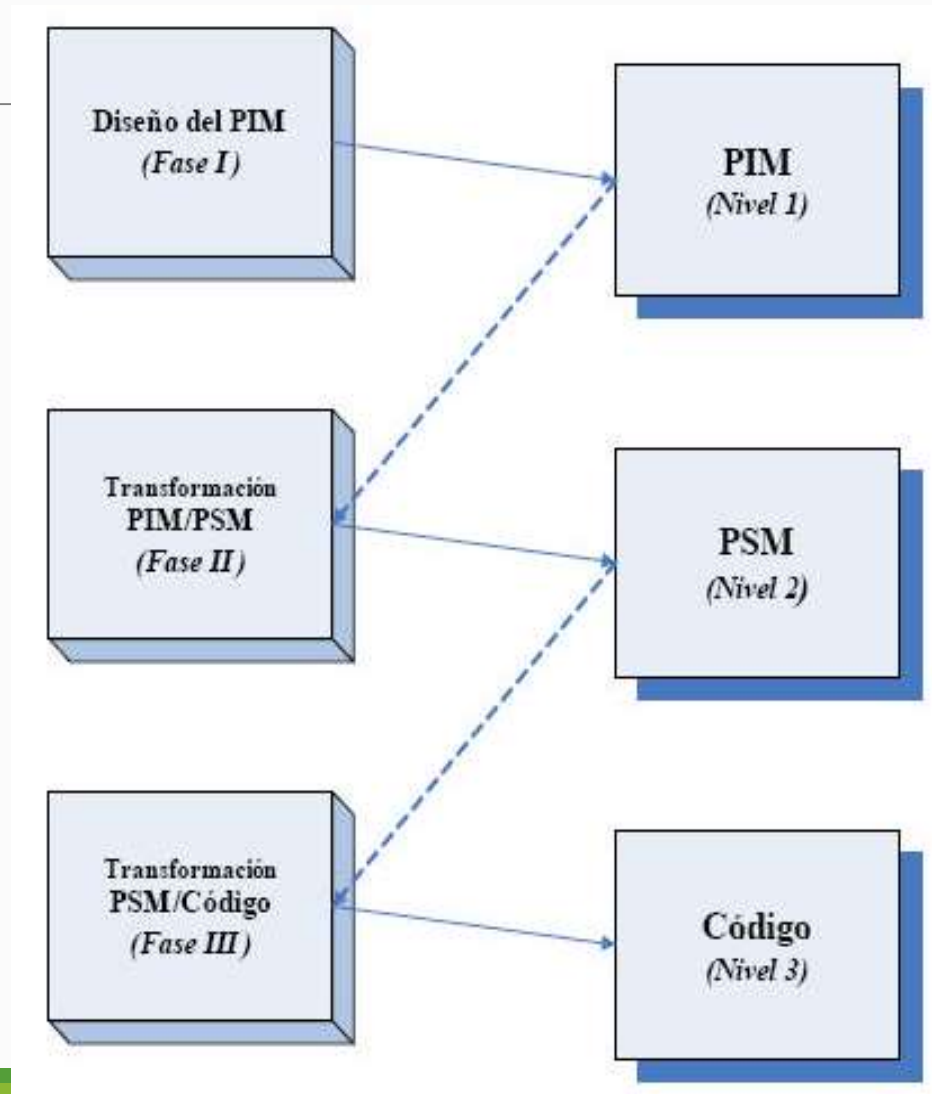 Diseño del PIM
(Fase I)
PIM
(Nivel 1)
Transformación
PIM/PSM
(Fase II)
PSM
(Nivel 2)
Transformación
PSM/Código
(Fase III)
Código
(Nivel 3)